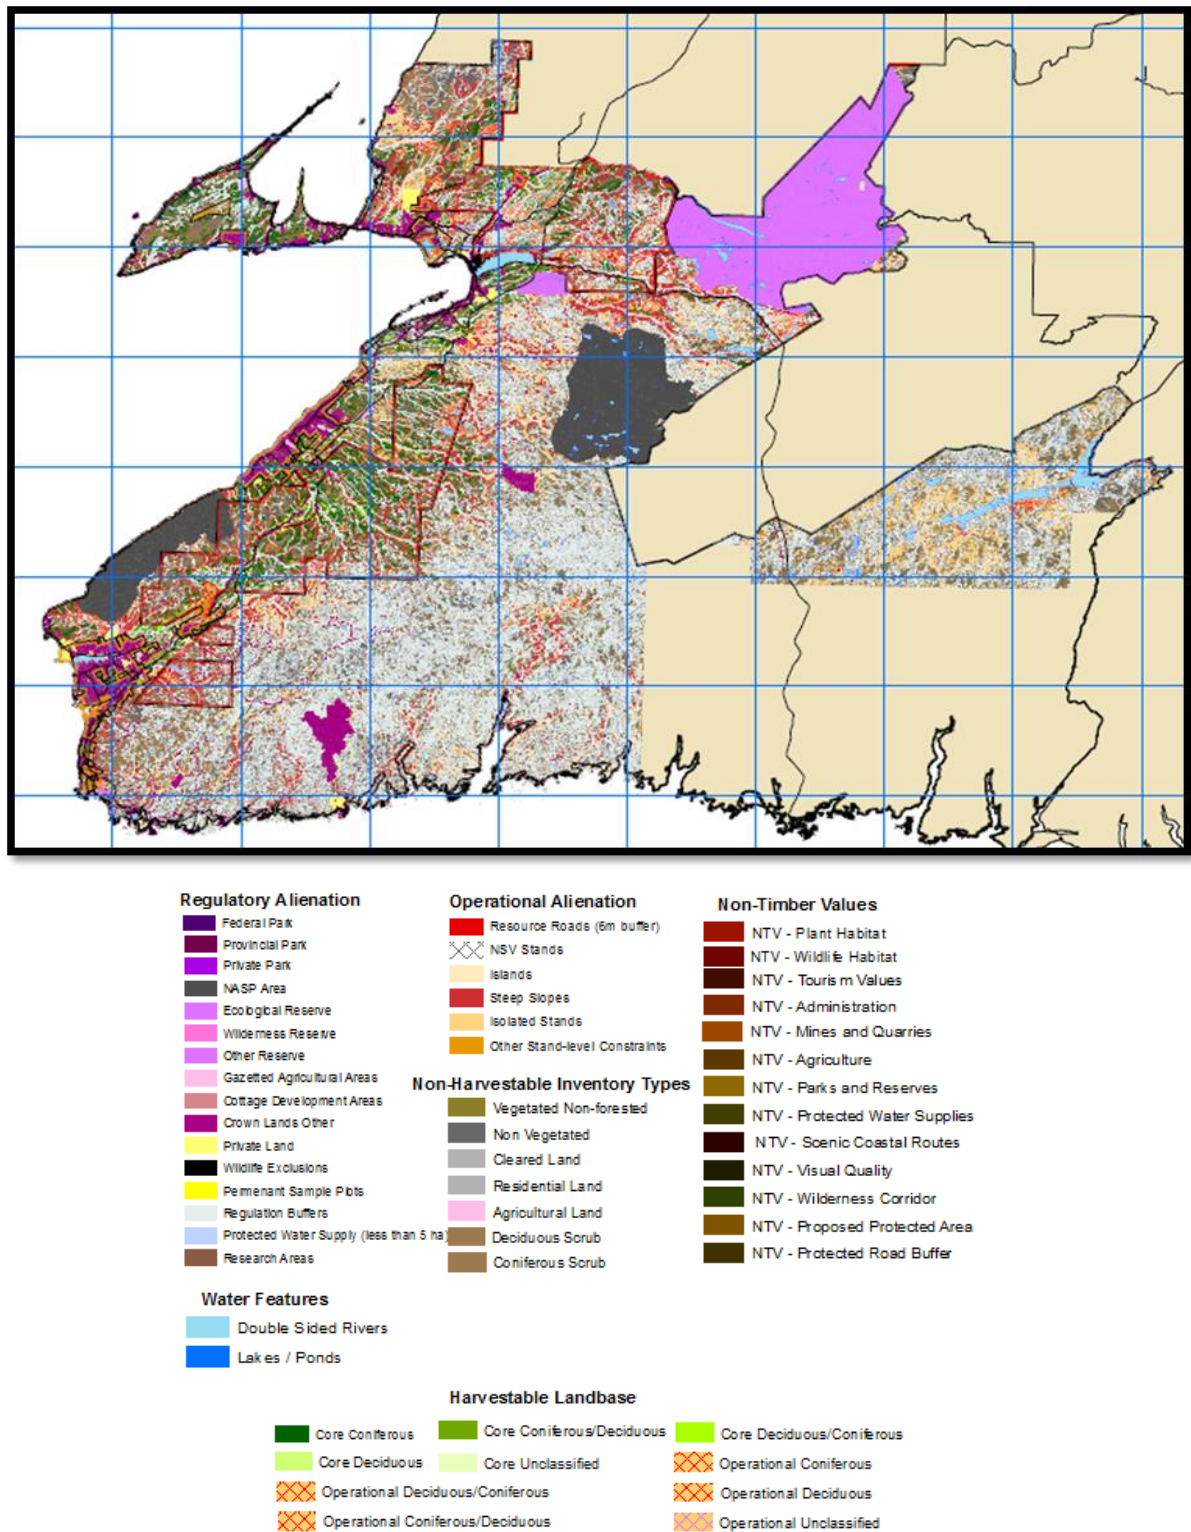 Regulatory Alienation
Federal Park
Provincial Park
Private Park
NASP Area
Ecological Reserve
Wilderness Reserve
Other Reserve
Gazetted Agricultural Areas
Cottage Development Areas
Crown Lands Other
Private Land
Wildlife Exclusions
Permenant Sample Plots
Regulation Buffers
Protected Water Supply (less than 5 ha)
Research Areas
Operational Alienation
Resource Roads (6m buffer)
NSV Stands
Islands
Steep Slopes
Isolated Stands
Other Stand-level Constraints
Non-Harvestable Inventory Types
Vegetated Non-forested
Non Vegetated
Cleared Land
Residential Land
Agricultural Land
Deciduous Scrub
Coniferous Scrub
Non-Timber Values
NTV - Plant Habitat
NTV - Wildlife Habitat
NTV - Tourism Values
NTV - Administration
NTV - Mines and Quarries
NTV - Agriculture
NTV - Parks and Reserves
NTV - Protected Water Supplies
NTV - Scenic Coastal Routes
NTV - Visual Quality
NTV - Wilderness Corridor
NTV - Proposed Protected Area
NTV - Protected Road Buffer
Water Features
Double Sided Rivers
Lakes / Ponds
Harvestable Landbase
Core Coniferous
Core Coniferous/Deciduous
Core Deciduous/Coniferous
Core Deciduous
Core Unclassified
Operational Coniferous
Operational Deciduous/Coniferous
Operational Deciduous
Operational Coniferous/Deciduous
Operational Unclassified